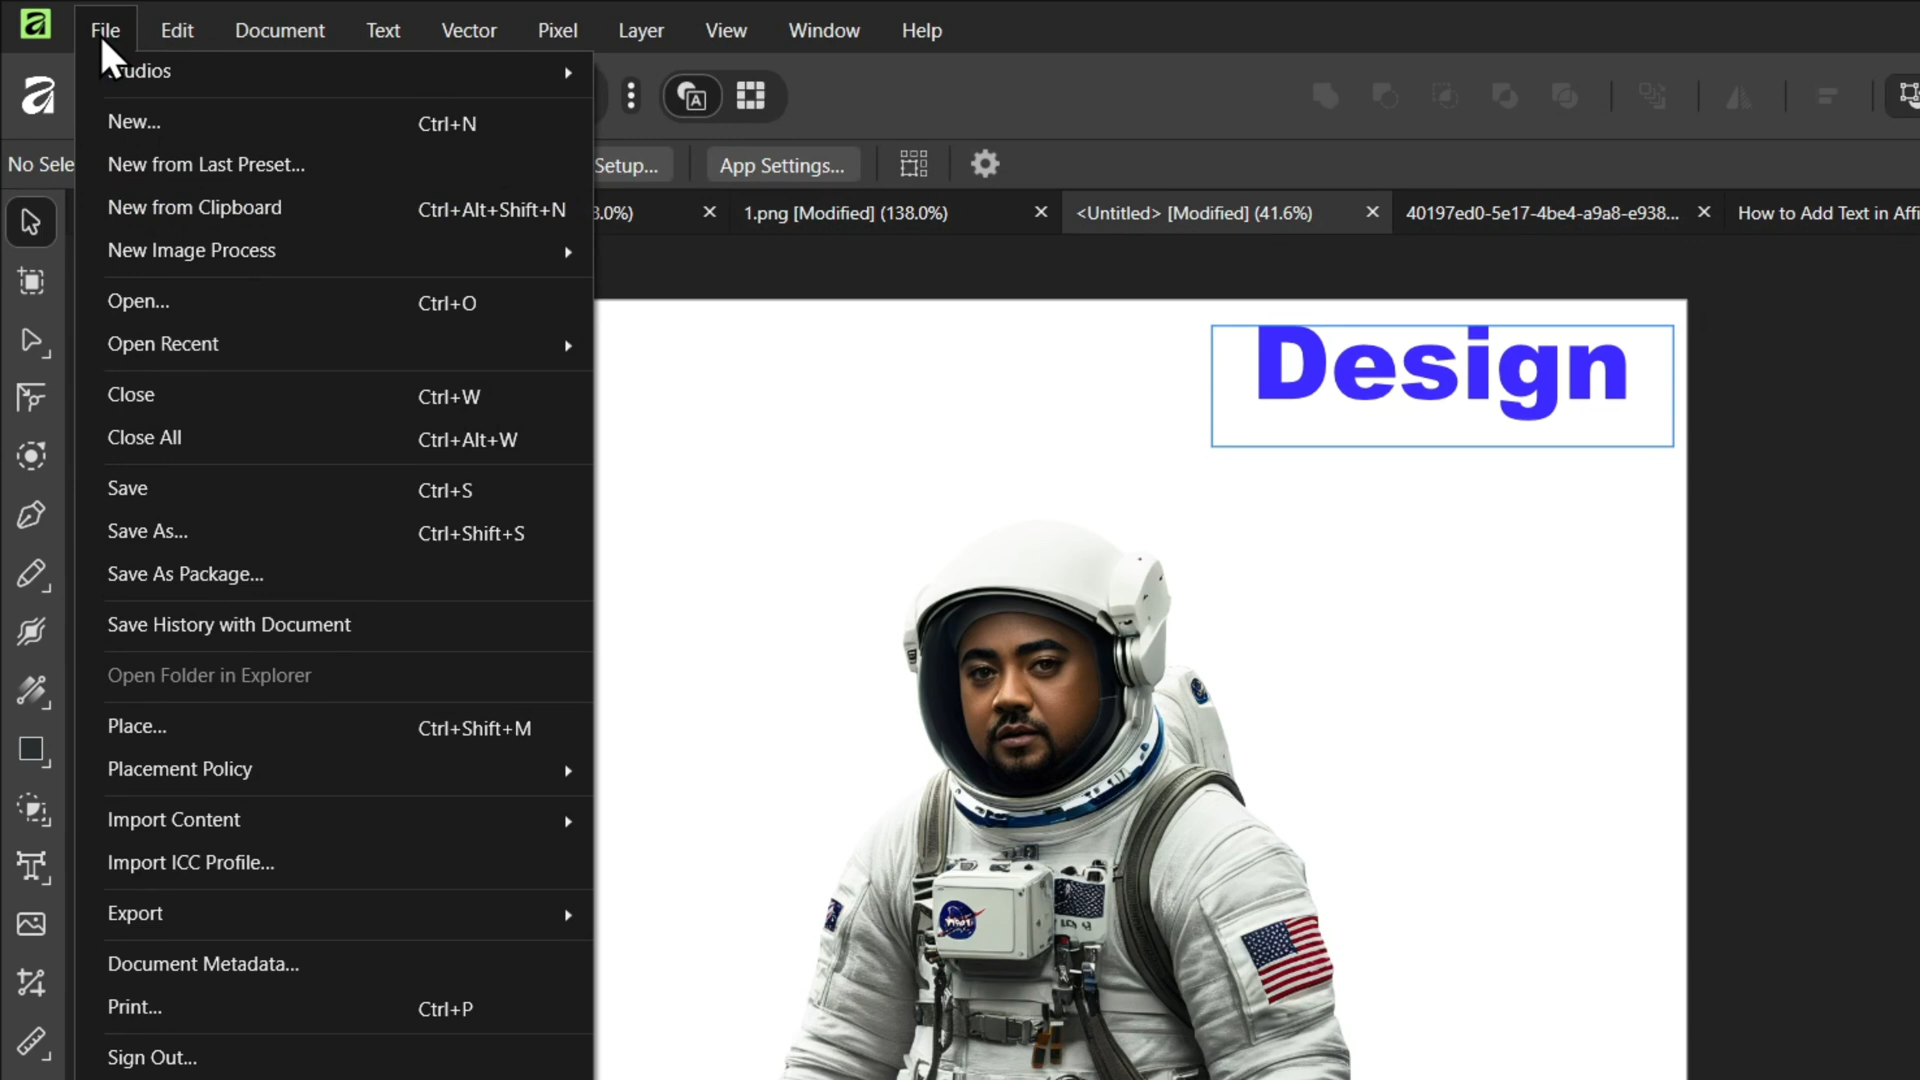 File Edit Document Text Vector Pixel Layer View Window Help
New... Ctrl+N
New from Last Preset...
New from Clipboard Ctrl+Alt+Shift+N
New Image Process
Open... Ctrl+O
Open Recent
Close Ctrl+W
Close All Ctrl+Alt+W
Save Ctrl+S
Save As... Ctrl+Shift+S
Save As Package...
Save History with Document
Open Folder in Explorer
Place... Ctrl+Shift+M
Placement Policy
Import Content
Import ICC Profile...
Export
Document Metadata...
Print... Ctrl+P
Sign Out...
No Sele
Setup... App Settings...
3.0%) 1.png [Modified] (138.0%) <Untitled> [Modified] (41.6%) 40197ed0-5e17-4be4-a9a8-e938... How to Add Text in Affi
Design
NASA